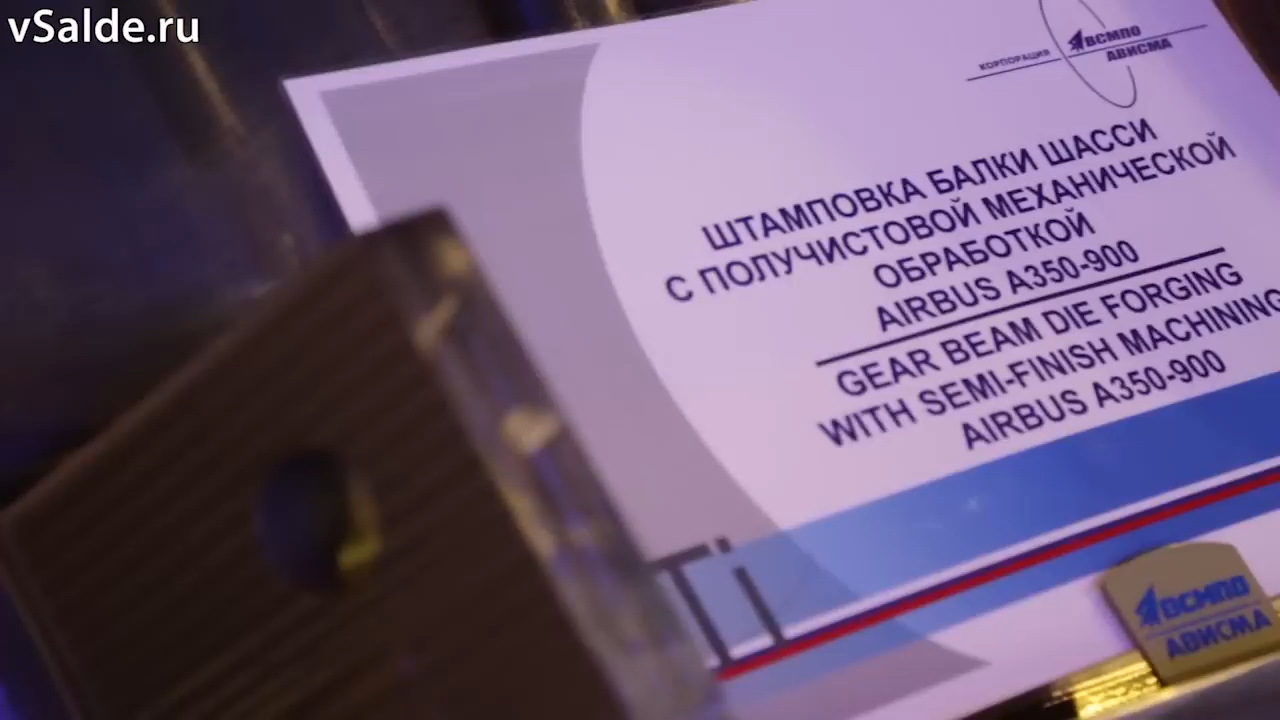 vSalde.ru
КОРПОРАЦИЯ
ВСМПО
АВИСМА
ШТАМПОВКА БАЛКИ ШАССИ
С ПОЛУЧИСТОВОЙ МЕХАНИЧЕСКОЙ
ОБРАБОТКОЙ
AIRBUS A350-900
GEAR BEAM DIE FORGING
WITH SEMI-FINISH MACHINING
AIRBUS A350-900
Ti
ВСМПО
АВИСМА